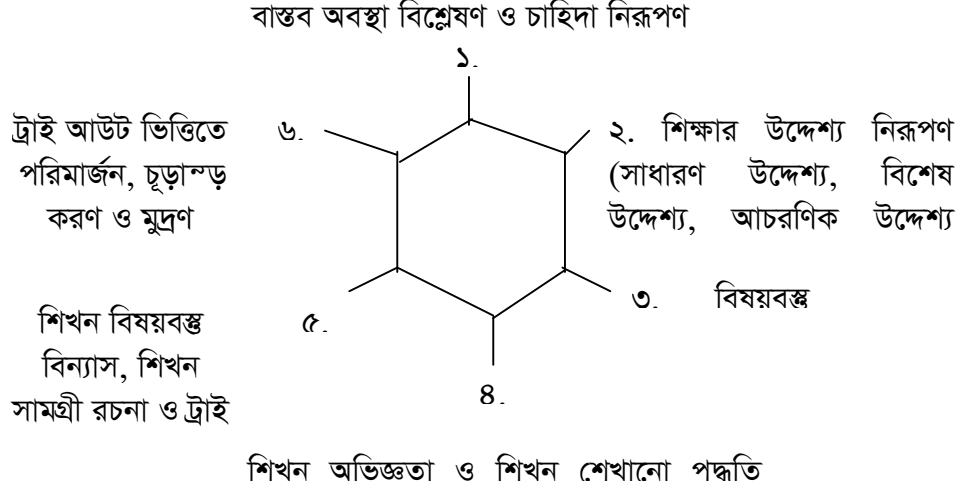 বাস্তব অবস্থা বিশ্লেষণ ও চাহিদা নিরূপণ
১.
২. শিক্ষার উদ্দেশ্য নিরূপণ
(সাধারণ উদ্দেশ্য, বিশেষ
উদ্দেশ্য, আচরণিক উদ্দেশ্য
৩. বিষয়বস্তু
৪.
শিখন অভিজ্ঞতা ও শিখন শেখানো পদ্ধতি
৫.
শিখন বিষয়বস্তু
বিন্যাস, শিখন
সামগ্রী রচনা ও ট্রাই
৬.
ট্রাই আউট ভিত্তিতে
পরিমার্জন, চূড়ান্ড়
করণ ও মুদ্রণ